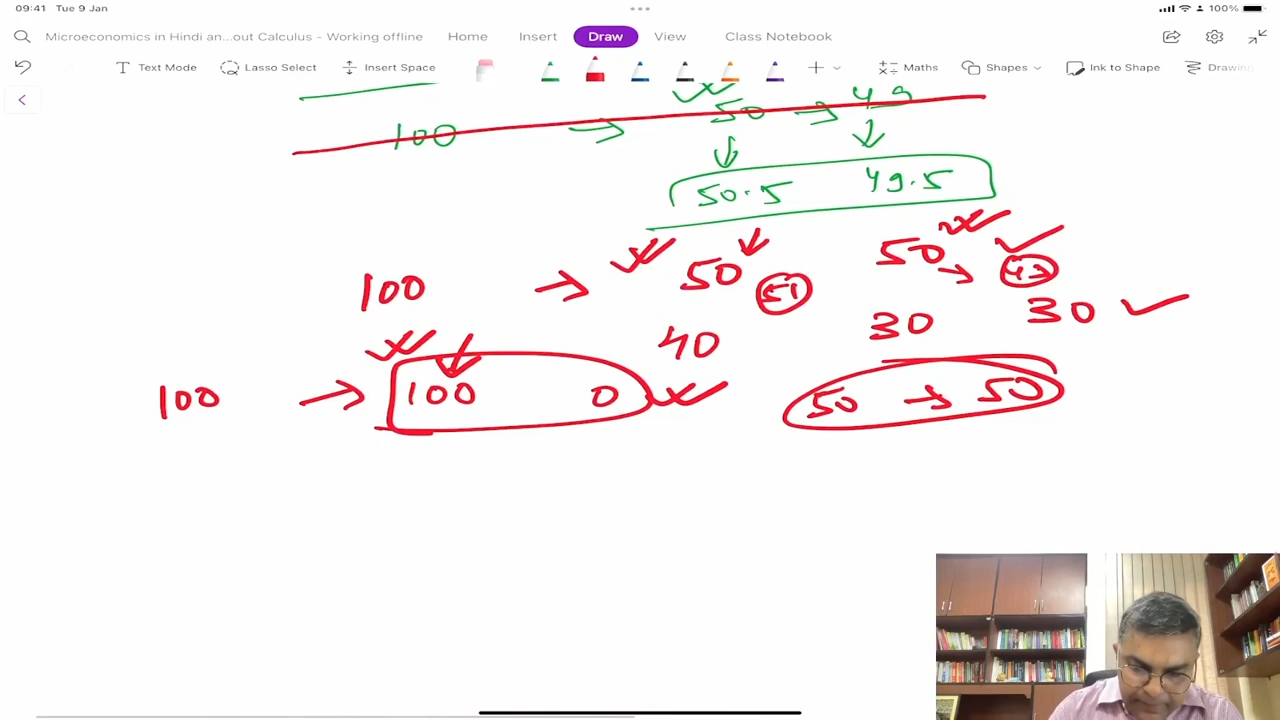 09:41 Tue 9 Jan 100%
Microeconomics in Hindi an...out Calculus - Working offline Home Insert Draw View Class Notebook
Text Mode Lasso Select Insert Space Maths Shapes Ink to Shape Drawin
100 → 50 → 49
50.5 49.5
100 → 50 51 50 →
40 30 30
100 → 100 0 50 → 50